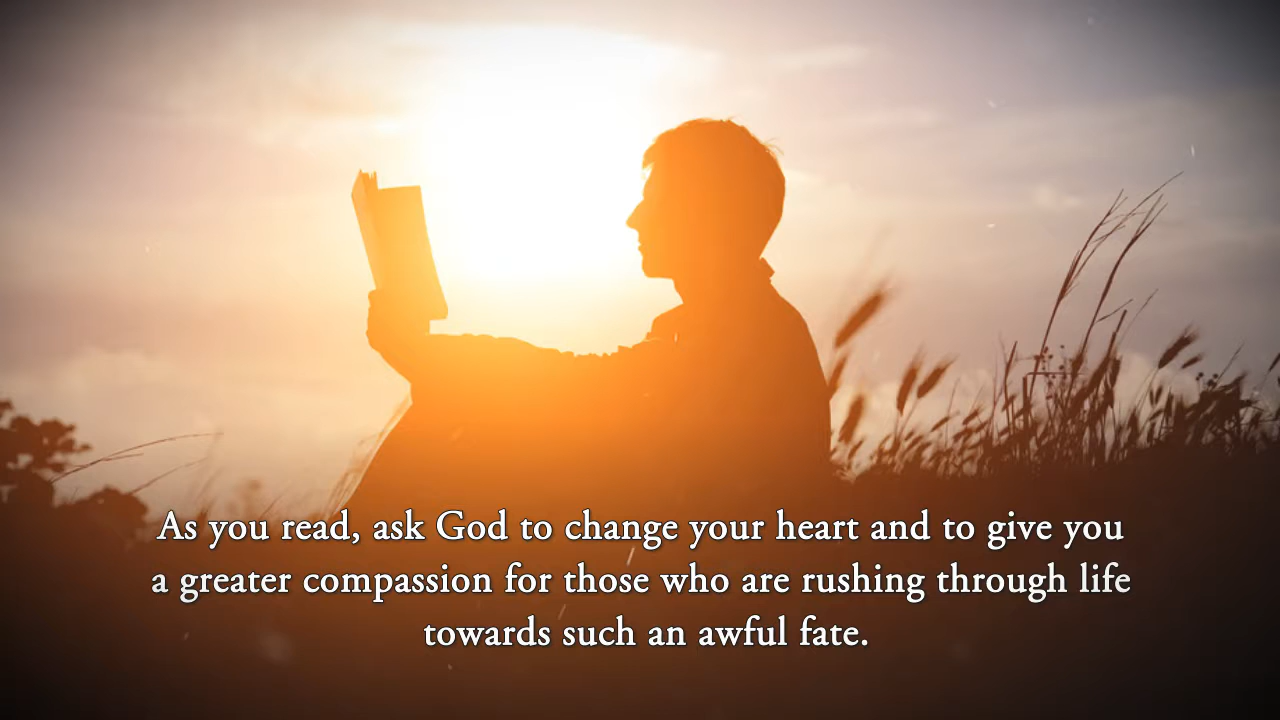 As you read, ask God to change your heart and to give you
a greater compassion for those who are rushing through life
towards such an awful fate.